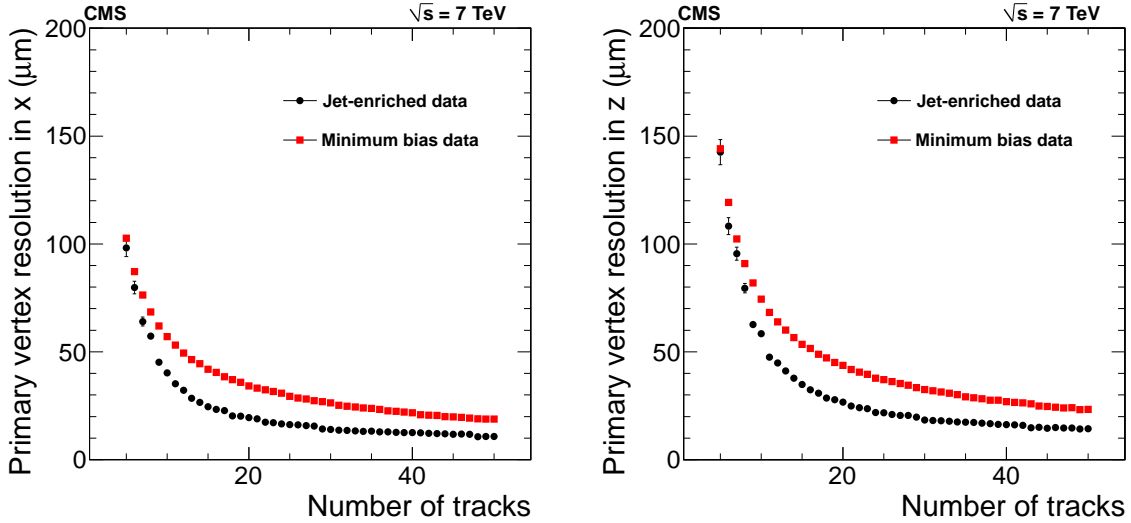 CMS
√s = 7 TeV
Primary vertex resolution in x (μm)
200
150
100
50
0
Jet-enriched data
Minimum bias data
20
40
Number of tracks
CMS
√s = 7 TeV
Primary vertex resolution in z (μm)
200
150
100
50
0
Jet-enriched data
Minimum bias data
20
40
Number of tracks